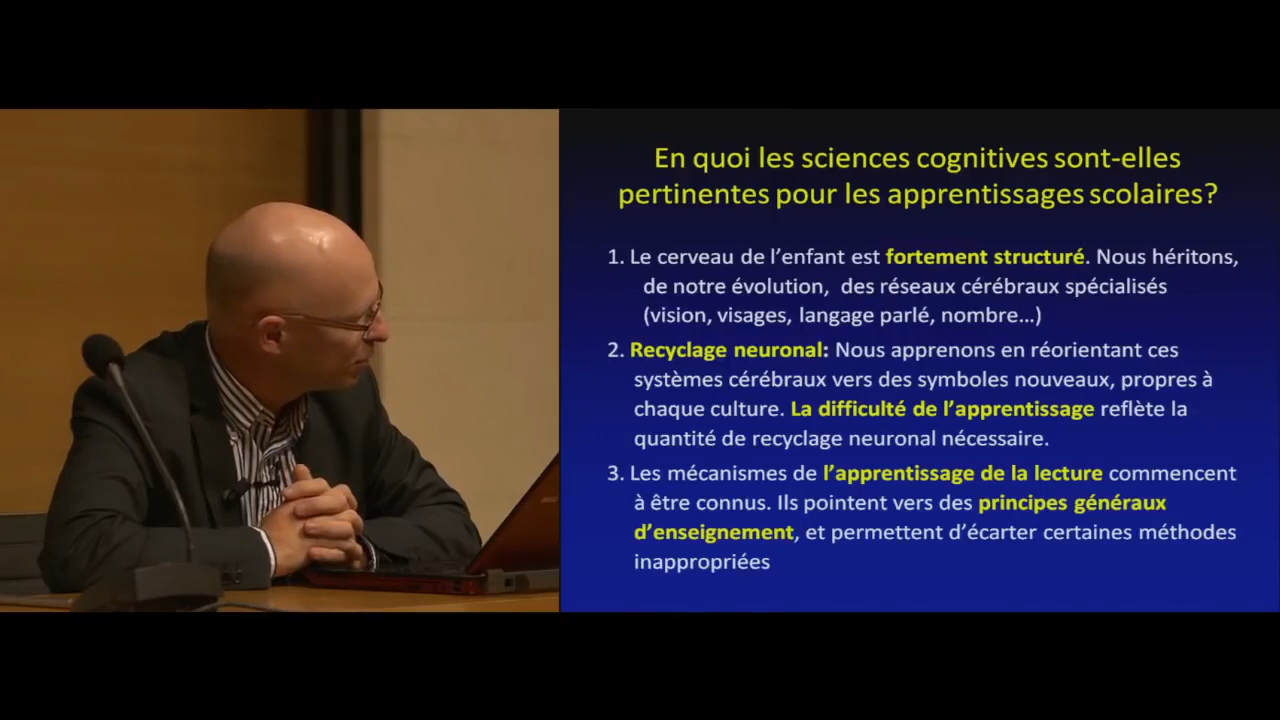 En quoi les sciences cognitives sont-elles
pertinentes pour les apprentissages scolaires?
1. Le cerveau de l'enfant est fortement structuré. Nous héritons,
de notre évolution, des réseaux cérébraux spécialisés
(vision, visages, langage parlé, nombre…)
2. Recyclage neuronal: Nous apprenons en réorientant ces
systèmes cérébraux vers des symboles nouveaux, propres à
chaque culture. La difficulté de l'apprentissage reflète la
quantité de recyclage neuronal nécessaire.
3. Les mécanismes de l'apprentissage de la lecture commencent
à être connus. Ils pointent vers des principes généraux
d'enseignement, et permettent d'écarter certaines méthodes
inappropriées